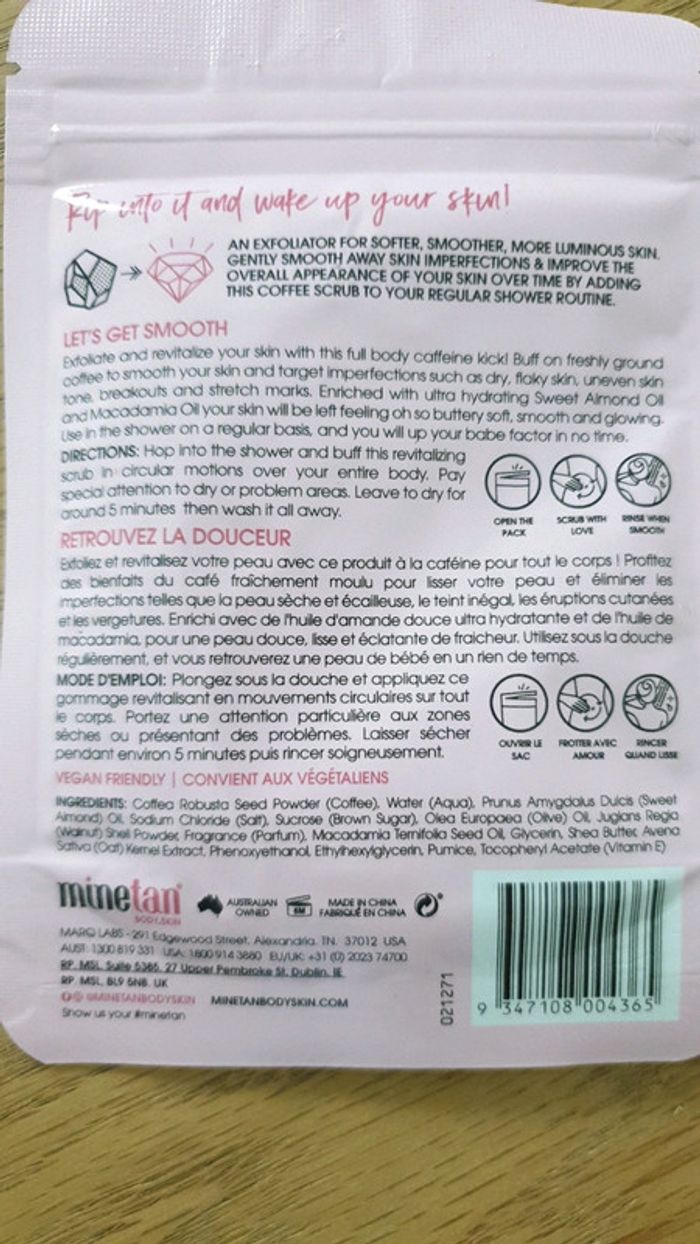 Rip into it and wake up your skin!
AN EXFOLIATOR FOR SOFTER, SMOOTHER, MORE LUMINOUS SKIN.
GENTLY SMOOTH AWAY SKIN IMPERFECTIONS & IMPROVE THE
OVERALL APPEARANCE OF YOUR SKIN OVER TIME BY ADDING
THIS COFFEE SCRUB TO YOUR REGULAR SHOWER ROUTINE.
LET'S GET SMOOTH
Exfoliate and revitalize your skin with this full body caffeine kick! Buff on freshly ground
coffee to smooth your skin and target imperfections such as dry, flaky skin, uneven skin
tone, breakouts and stretch marks. Enriched with ultra hydrating Sweet Almond Oil
and Macadamia Oil your skin will be left feeling oh so buttery soft, smooth and glowing.
Use in the shower on a regular basis, and you will up your babe factor in no time.
DIRECTIONS: Hop into the shower and buff this revitalizing
scrub in circular motions over your entire body. Pay
special attention to dry or problem areas. Leave to dry for
around 5 minutes then wash it all away.
OPEN THE PACK
SCRUB WITH LOVE
RINSE WHEN SMOOTH
RETROUVEZ LA DOUCEUR
Exfoliez et revitalisez votre peau avec ce produit à la caféine pour tout le corps ! Profitez
des bienfaits du café fraîchement moulu pour lisser votre peau et éliminer les
imperfections telles que la peau sèche et écailleuse, le teint inégal, les éruptions cutanées
et les vergetures. Enrichi avec de l'huile d'amande douce ultra hydratante et de l'huile de
macadamia, pour une peau douce, lisse et éclatante de fraicheur. Utilisez sous la douche
régulièrement, et vous retrouverez une peau de bébé en un rien de temps.
MODE D'EMPLOI: Plongez sous la douche et appliquez ce
gommage revitalisant en mouvements circulaires sur tout
le corps. Portez une attention particulière aux zones
sèches ou présentant des problèmes. Laisser sécher
pendant environ 5 minutes puis rincer soigneusement.
OUVRIR LE SAC
FROTTER AVEC AMOUR
RINCER QUAND LISSE
VEGAN FRIENDLY | CONVIENT AUX VÉGÉTALIENS
INGREDIENTS: Coffea Robusta Seed Powder (Coffee), Water (Aqua), Prunus Amygdalus Dulcis (Sweet
Almond) Oil, Sodium Chloride (Salt), Sucrose (Brown Sugar), Olea Europaea (Olive) Oil, Juglans Regia
(Walnut) Shell Powder, Fragrance (Parfum), Macadamia Ternifolia Seed Oil, Glycerin, Shea Butter, Avena
Sativa (Oat) Kernel Extract, Phenoxyethanol, Ethylhexylglycerin, Pumice, Tocopheryl Acetate (Vitamin E)
minetan
BODY.SKIN
AUSTRALIAN OWNED
6M
MADE IN CHINA
FABRIQUÉ EN CHINA
MARQ LABS - 291 Edgewood Street, Alexandria, TN, 37012 USA
AUST: 1300 819 331 USA: 1800 914 3880 EU/UK: +31 (0) 2023 74700
RP. MSL, Suite 5385, 27 Upper Pembroke St, Dublin, IE
RP. MSL, BL9 5NB, UK
@MINETANBODYSKIN MINETANBODYSKIN.COM
Show us your #minetan
021271
9 347108 004365